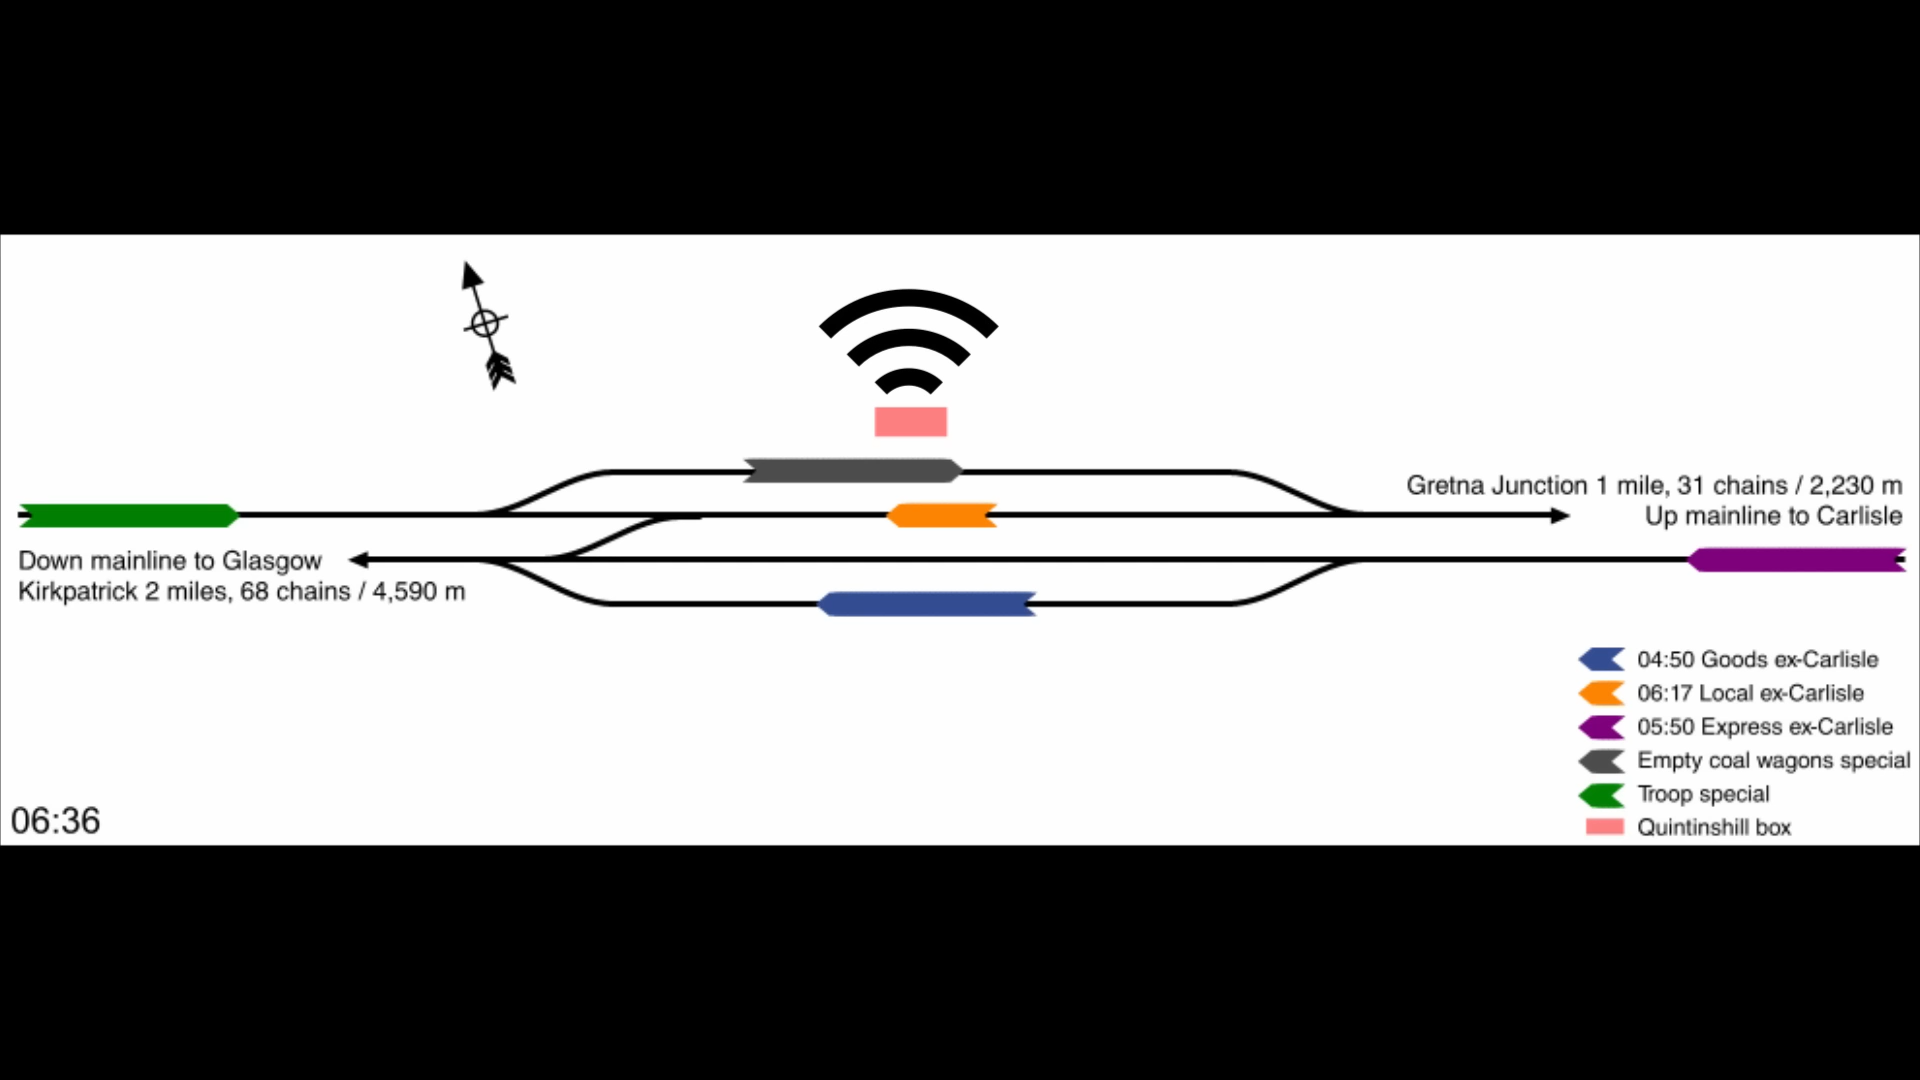 Gretna Junction 1 mile, 31 chains / 2,230 m
Up mainline to Carlisle
Down mainline to Glasgow
Kirkpatrick 2 miles, 68 chains / 4,590 m
04:50 Goods ex-Carlisle
06:17 Local ex-Carlisle
05:50 Express ex-Carlisle
Empty coal wagons special
Troop special
Quintinshill box
06:36